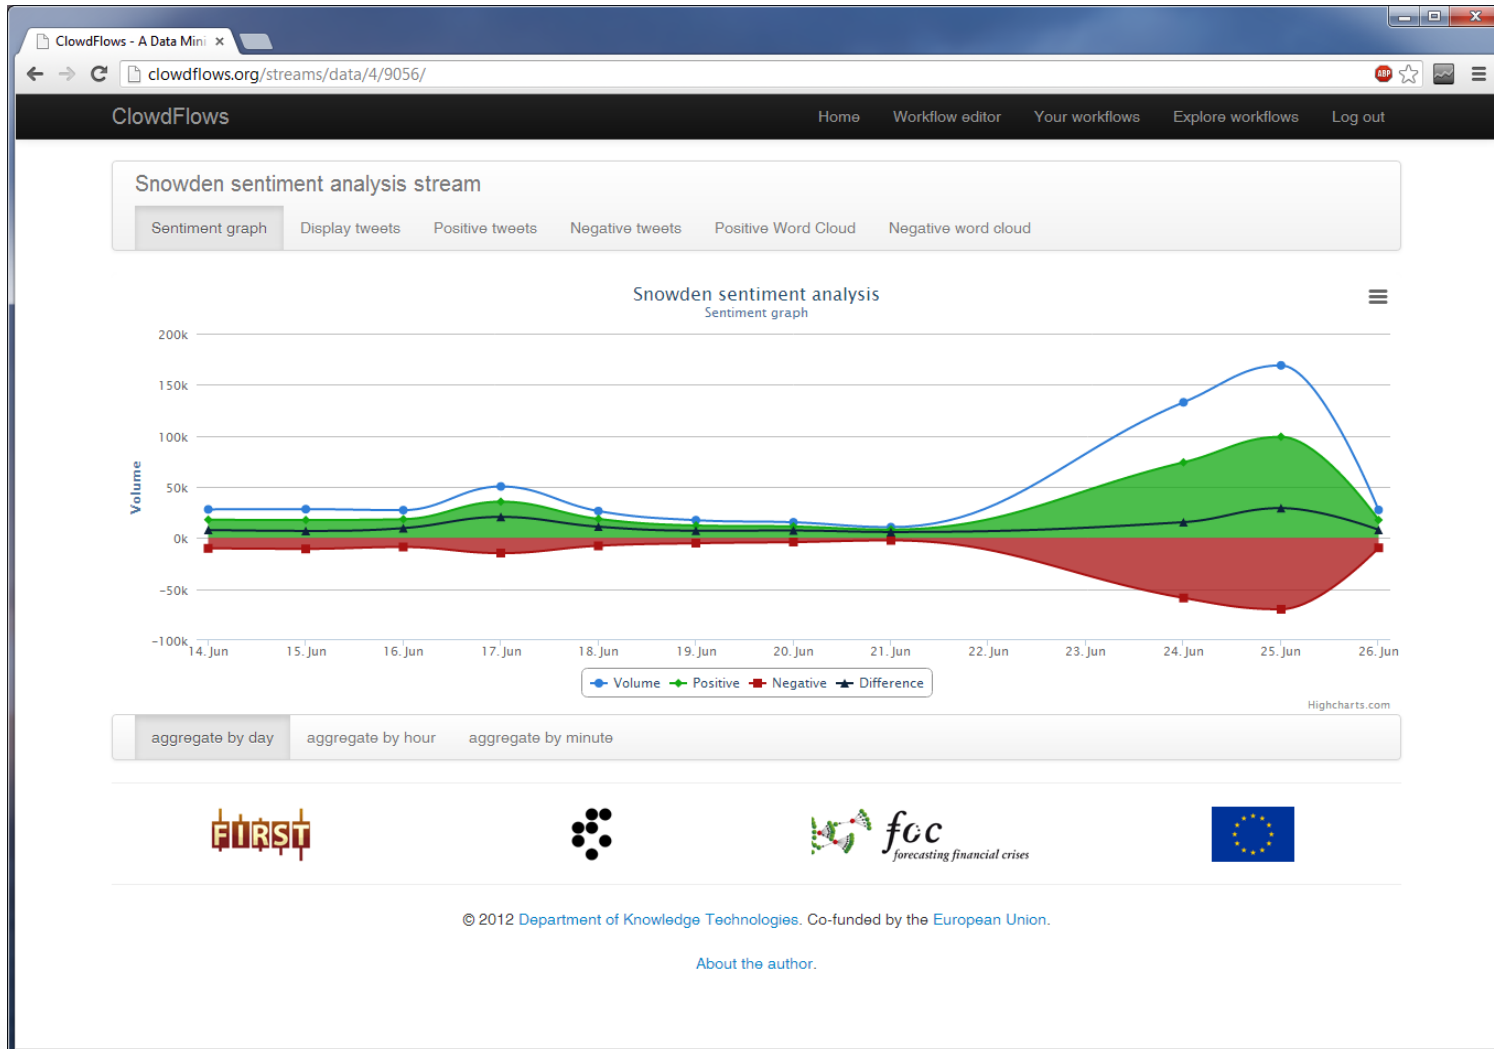 ClowdFlows - A Data Mini
clowdflows.org/streams/data/4/9056/
ABP
ClowdFlows Home Workflow editor Your workflows Explore workflows Log out
Snowden sentiment analysis stream
Sentiment graph Display tweets Positive tweets Negative tweets Positive Word Cloud Negative word cloud
Snowden sentiment analysis
Sentiment graph
200k
150k
100k
50k
0k
-50k
-100k
Volume
14. Jun 15. Jun 16. Jun 17. Jun 18. Jun 19. Jun 20. Jun 21. Jun 22. Jun 23. Jun 24. Jun 25. Jun 26. Jun
Volume Positive Negative Difference
Highcharts.com
aggregate by day aggregate by hour aggregate by minute
FIRST
foc
forecasting financial crises
© 2012 Department of Knowledge Technologies. Co-funded by the European Union.
About the author.